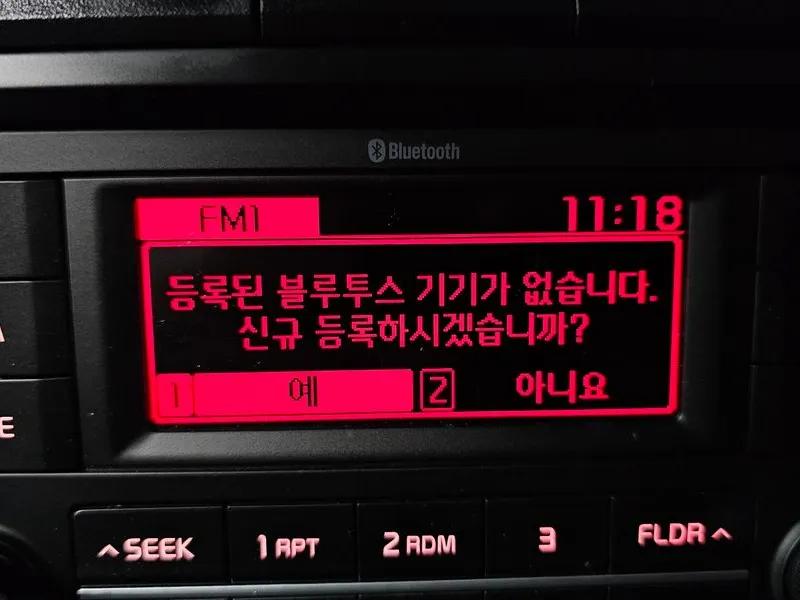 Bluetooth
FM1 11:18
등록된 블루투스 기기가 없습니다.
신규 등록하시겠습니까?
1 예 2 아니요
E
SEEK 1 RPT 2 RDM 3 FLDR